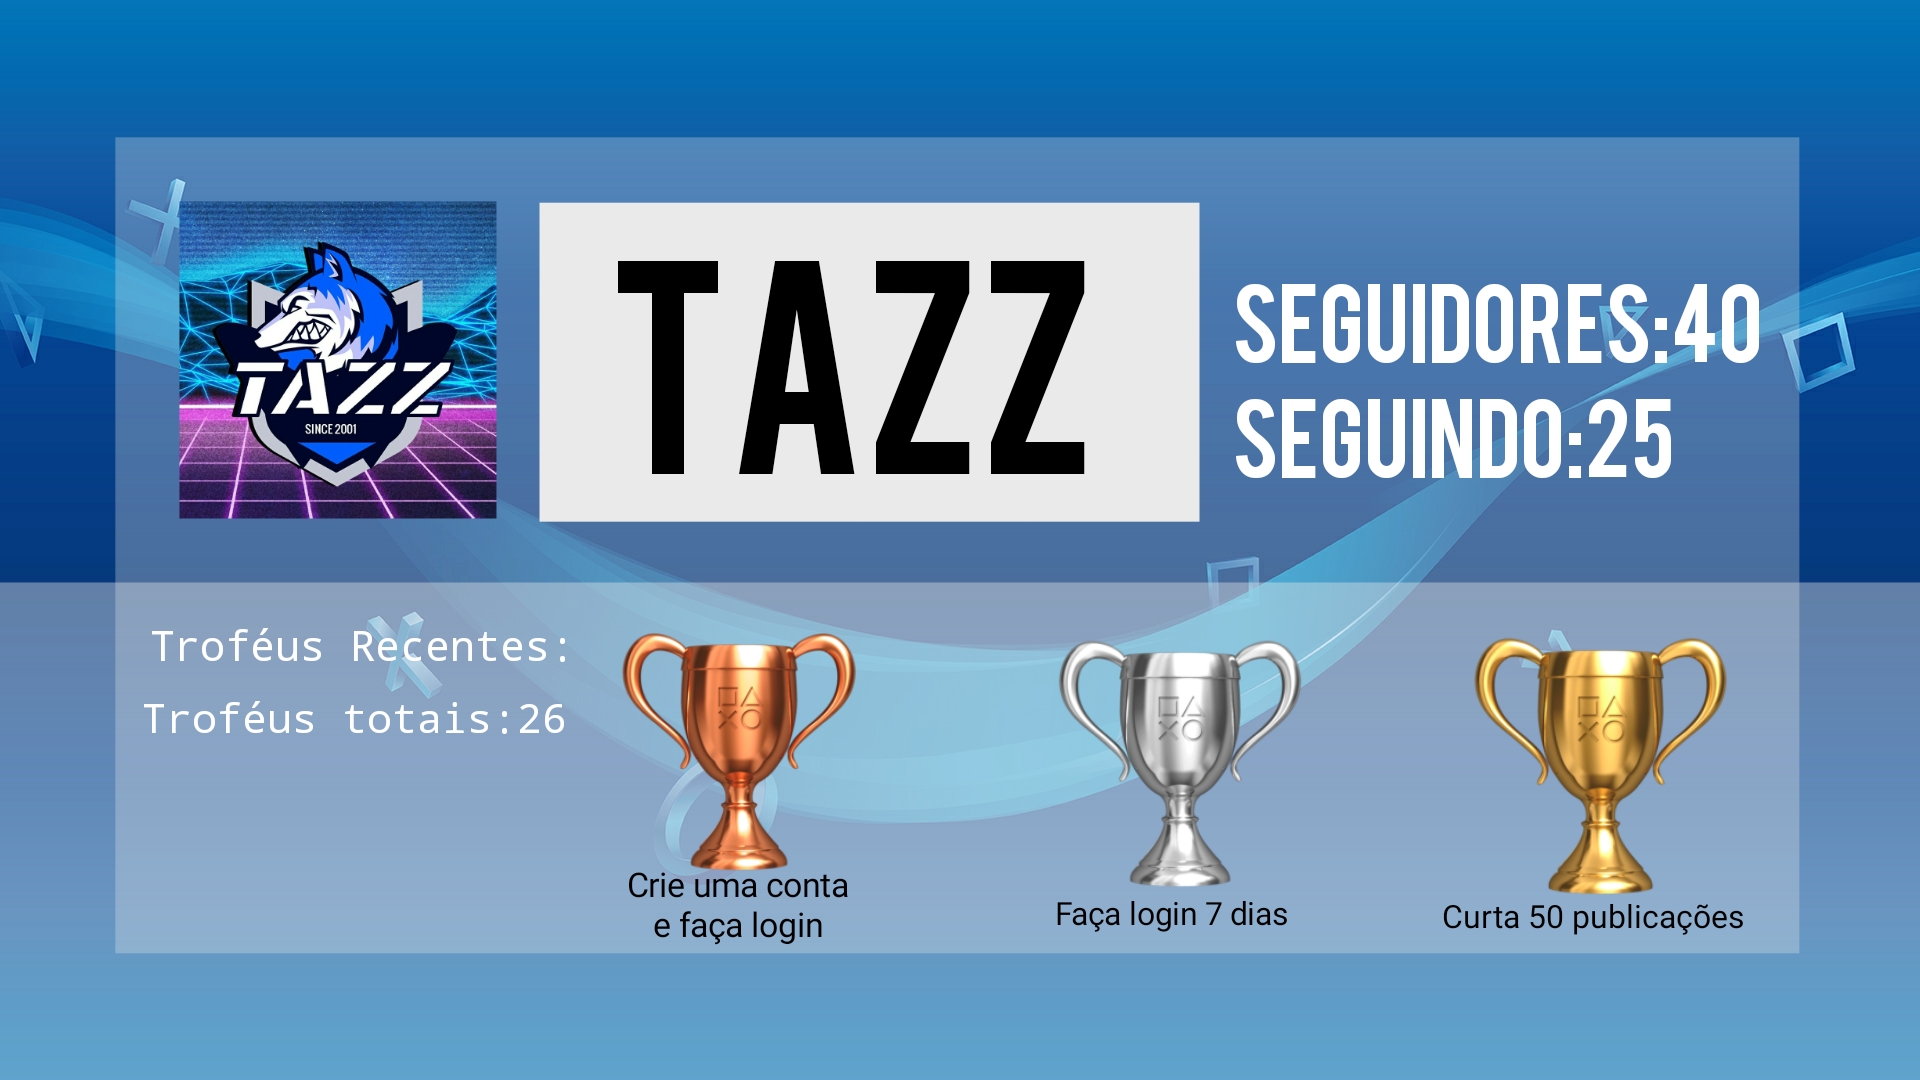 TAZZ
SINCE 2001
TAZZ
SEGUIDORES:40
SEGUINDO:25
Troféus Recentes:
Troféus totais:26
Crie uma conta
e faça login
Faça login 7 dias
Curta 50 publicações